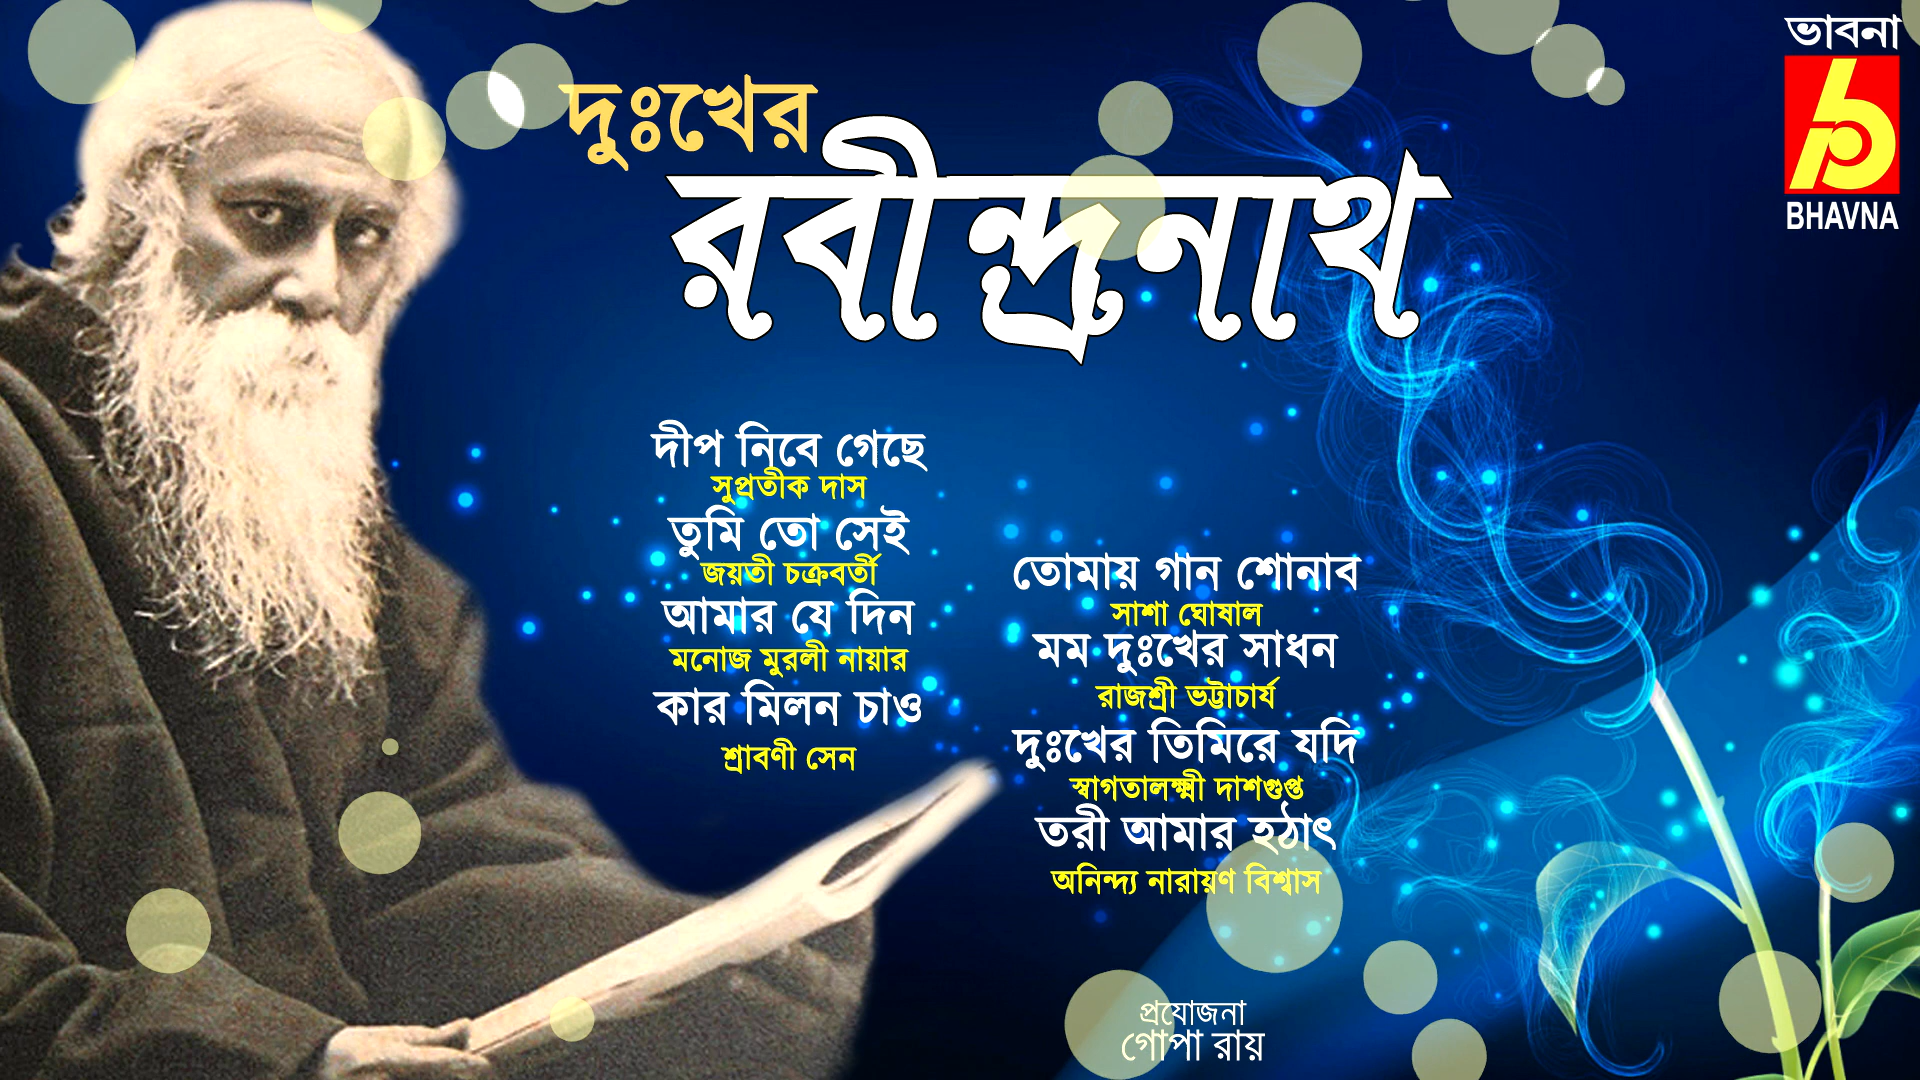 ভাবনা
BHAVNA
দুঃখের
রবীন্দ্রনাথ
দীপ নিবে গেছে
সুপ্রতীক দাস
তুমি তো সেই
জয়তী চক্রবর্তী
আমার যে দিন
মনোজ মুরলী নায়ার
কার মিলন চাও
শ্রাবণী সেন
তোমায় গান শোনাব
সাশা ঘোষাল
মম দুঃখের সাধন
রাজশ্রী ভট্টাচার্য
দুঃখের তিমিরে যদি
স্বাগতালক্ষ্মী দাশগুপ্ত
তরী আমার হঠাৎ
অনিন্দ্য নারায়ণ বিশ্বাস
প্রযোজনা
গোপা রায়